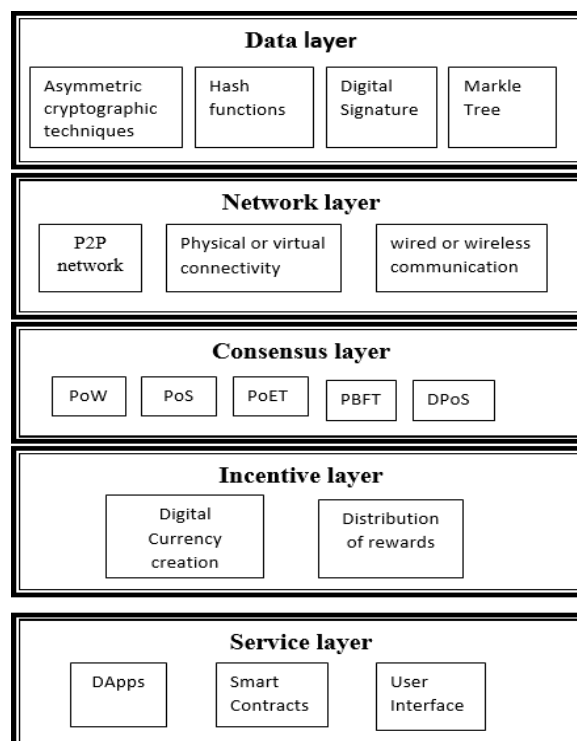 Data layer
Asymmetric
cryptographic
techniques
Hash
functions
Digital
Signature
Markle
Tree
Network layer
P2P
network
Physical or virtual
connectivity
wired or wireless
communication
Consensus layer
PoW
PoS
PoET
PBFT
DPoS
Incentive layer
Digital
Currency
creation
Distribution
of rewards
Service layer
DApps
Smart
Contracts
User
Interface